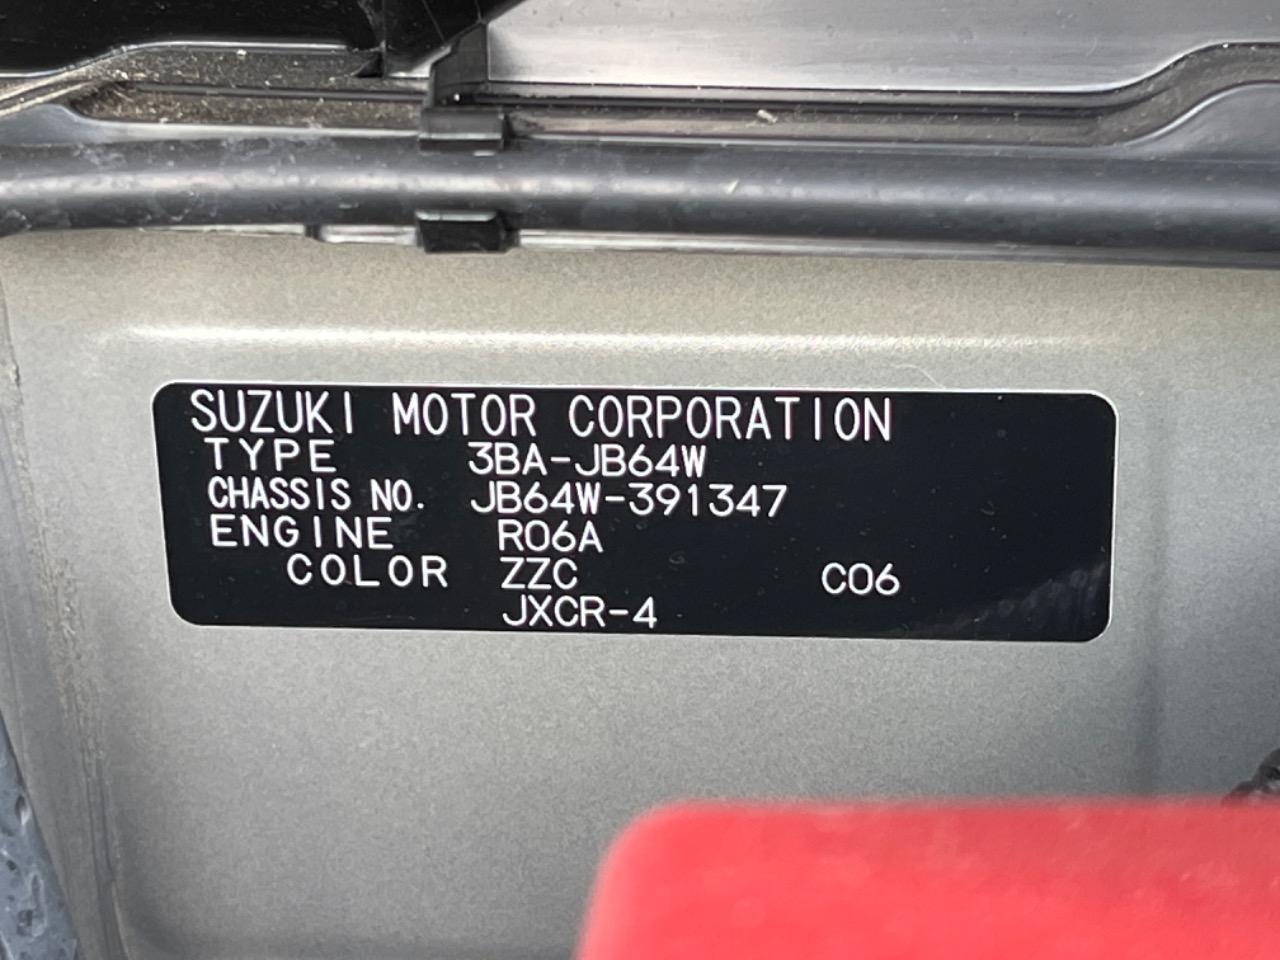 SUZUKI MOTOR CORPORATION
TYPE 3BA-JB64W
CHASSIS NO. JB64W-391347
ENGINE R06A
COLOR ZZC C06
JXCR-4